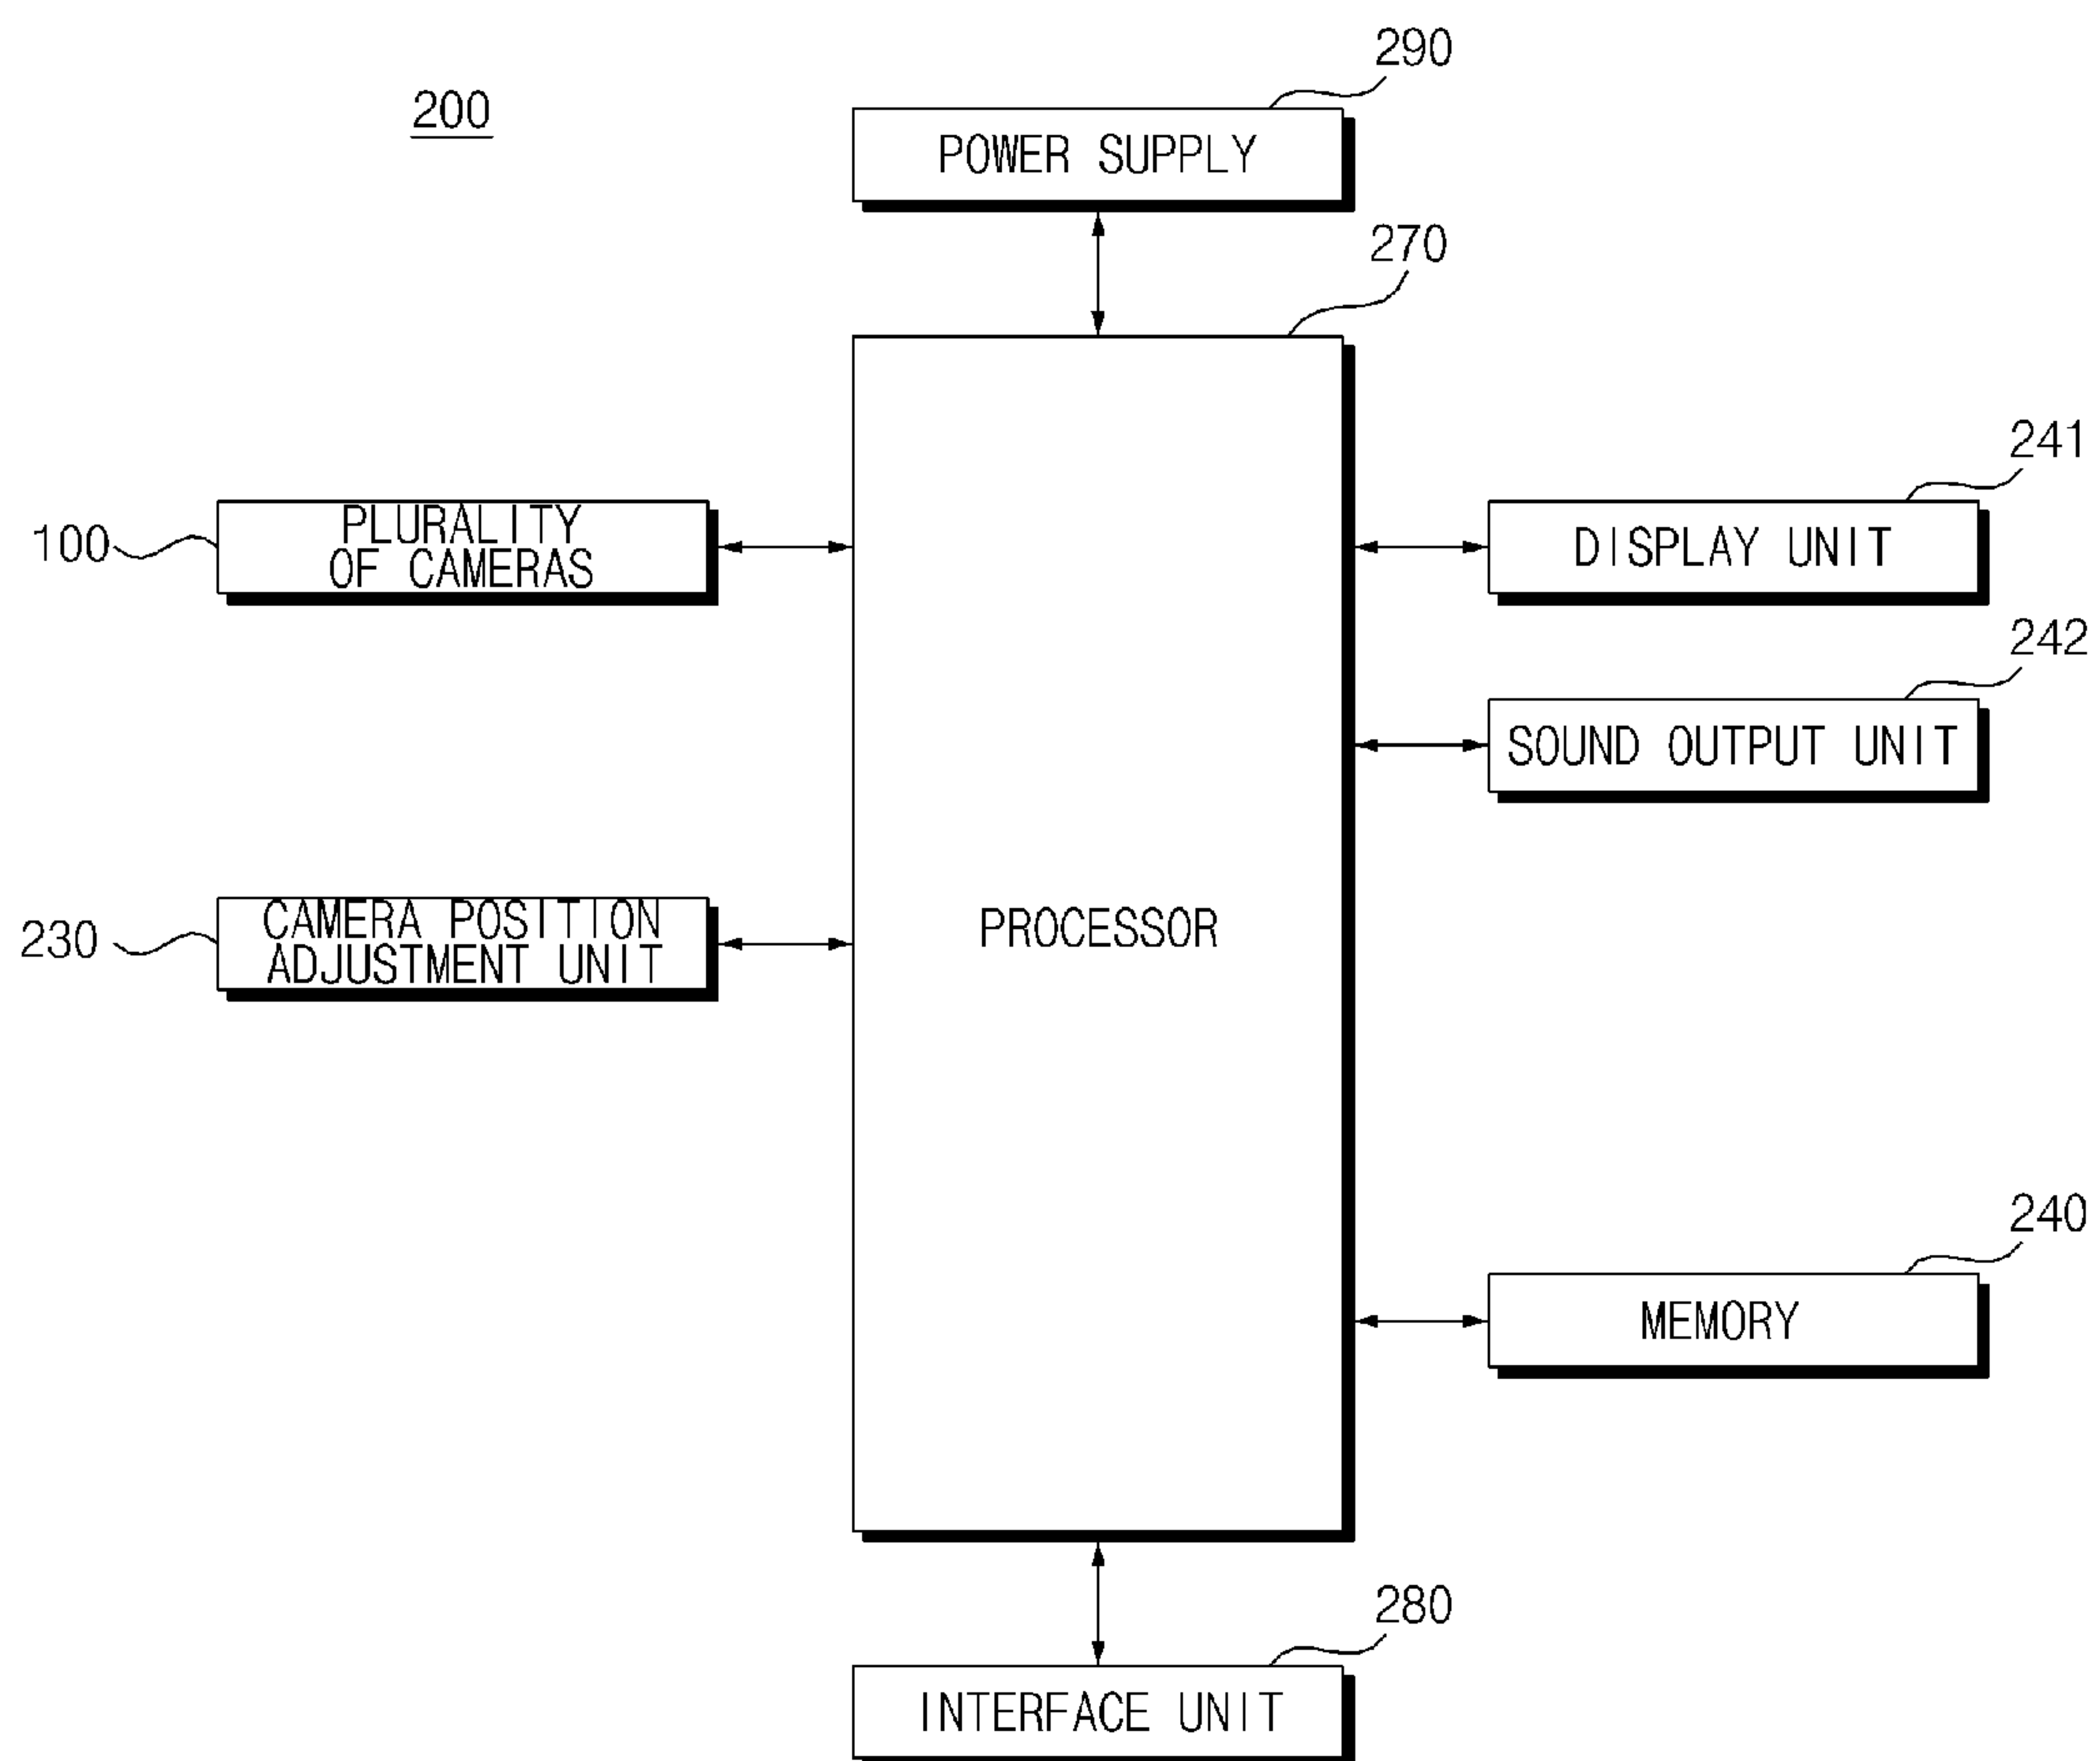 290
200
POWER SUPPLY
270
241
100
PLURALITY
OF CAMERAS
DISPLAY UNIT
242
SOUND OUTPUT UNIT
230
CAMERA POSITION
ADJUSTMENT UNIT
PROCESSOR
240
MEMORY
280
INTERFACE UNIT